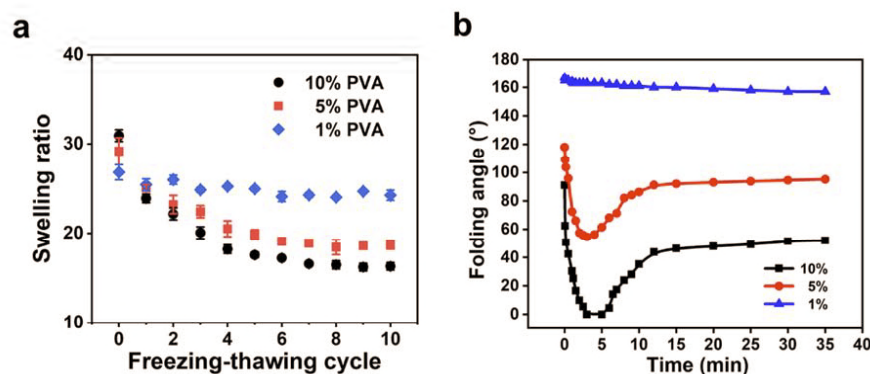 a
Swelling ratio
40
30
20
10
10% PVA
5% PVA
1% PVA
0 2 4 6 8 10
Freezing-thawing cycle
b
Folding angle (°)
180
160
140
120
100
80
60
40
20
0
10%
5%
1%
0 5 10 15 20 25 30 35 40
Time (min)